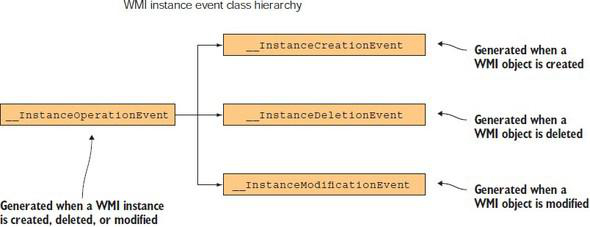 WMI instance event class hierarchy
__InstanceCreationEvent
Generated when a
WMI object is created
__InstanceOperationEvent
__InstanceDeletionEvent
Generated when a
WMI object is deleted
__InstanceModificationEvent
Generated when a
WMI object is modified
Generated when a WMI instance
is created, deleted, or modified